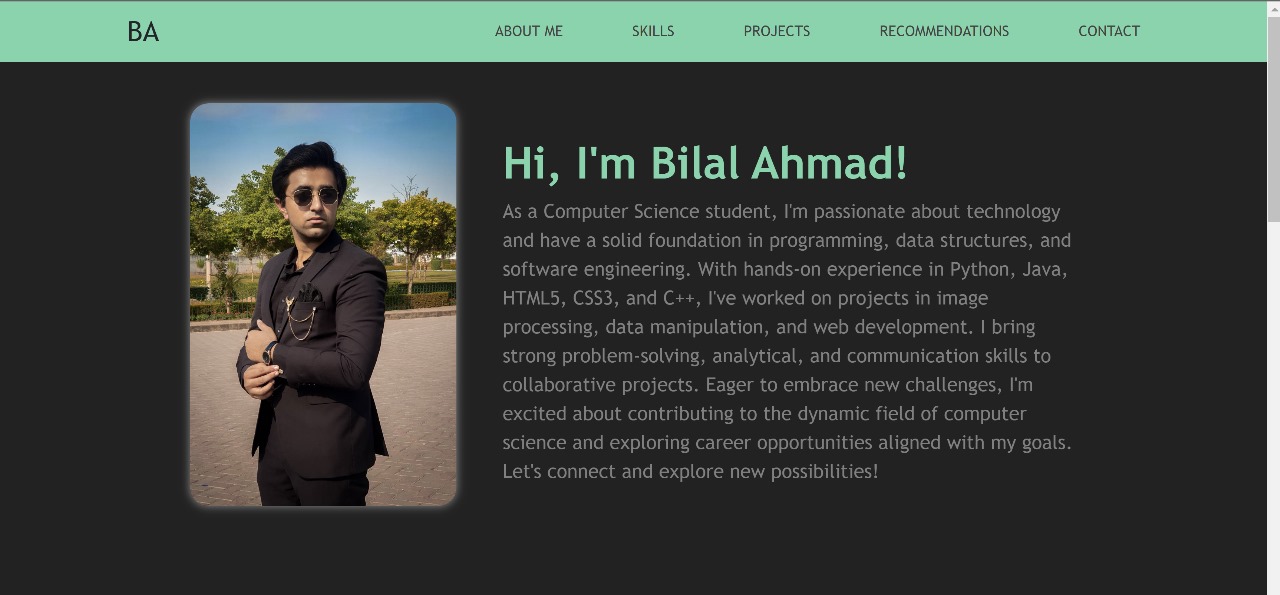 BA
ABOUT ME
SKILLS
PROJECTS
RECOMMENDATIONS
CONTACT
Hi, I'm Bilal Ahmad!
As a Computer Science student, I'm passionate about technology
and have a solid foundation in programming, data structures, and
software engineering. With hands-on experience in Python, Java,
HTML5, CSS3, and C++, I've worked on projects in image
processing, data manipulation, and web development. I bring
strong problem-solving, analytical, and communication skills to
collaborative projects. Eager to embrace new challenges, I'm
excited about contributing to the dynamic field of computer
science and exploring career opportunities aligned with my goals.
Let's connect and explore new possibilities!